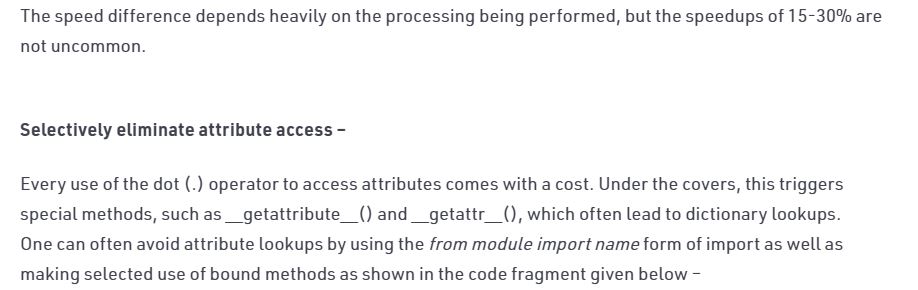 The speed difference depends heavily on the processing being performed, but the speedups of 15-30% are
not uncommon.
Selectively eliminate attribute access –
Every use of the dot (.) operator to access attributes comes with a cost. Under the covers, this triggers
special methods, such as __getattribute__() and __getattr__(), which often lead to dictionary lookups.
One can often avoid attribute lookups by using the from module import name form of import as well as
making selected use of bound methods as shown in the code fragment given below –